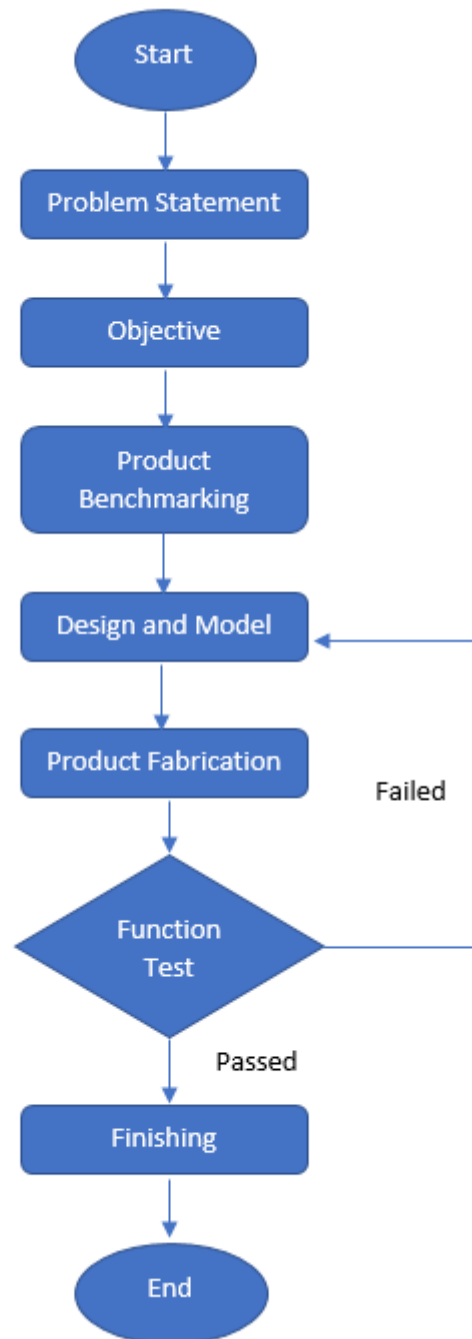 Start
Problem Statement
Objective
Product
Benchmarking
Design and Model
Product Fabrication
Failed
Function
Test
Passed
Finishing
End